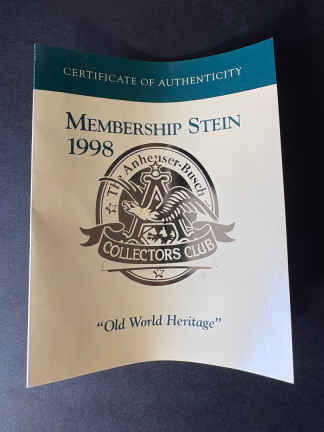 CERTIFICATE OF AUTHENTICITY
MEMBERSHIP STEIN
1998
The Anheuser-Busch
A
COLLECTORS CLUB
"Old World Heritage"